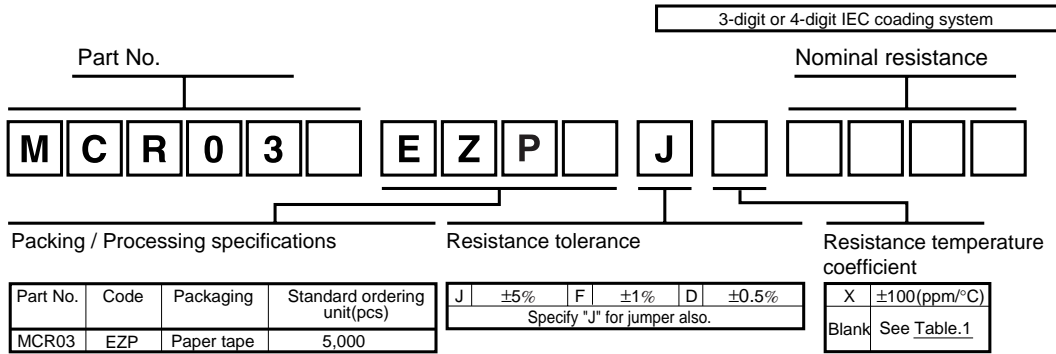 3-digit or 4-digit IEC coading system
Part No.
Nominal resistance
M C R 0 3 E Z P J
Packing / Processing specifications
Resistance tolerance
Resistance temperature
coefficient
Part No. Code Packaging Standard ordering
unit(pcs)
MCR03 EZP Paper tape 5,000
J ±5% F ±1% D ±0.5%
Specify "J" for jumper also.
X ±100(ppm/°C)
Blank See Table.1